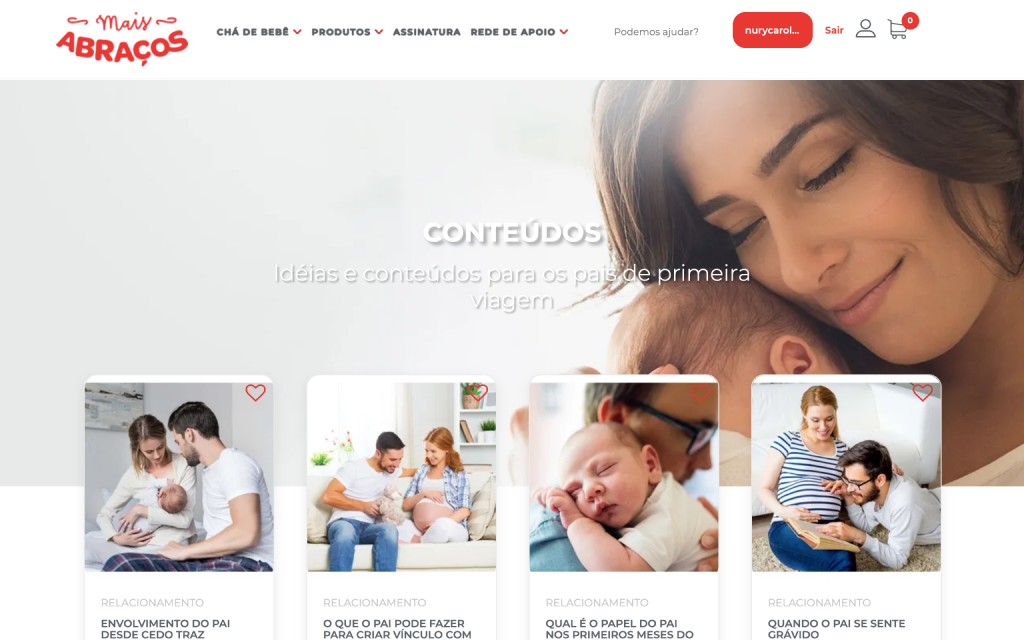 Mais
ABRAÇOS
CHÁ DE BEBÊ PRODUTOS ASSINATURA REDE DE APOIO Podemos ajudar? nurycarol... Sair 0
CONTEÚDOS
Idéias e conteúdos para os pais de primeira
viagem
RELACIONAMENTO
ENVOLVIMENTO DO PAI
DESDE CEDO TRAZ
RELACIONAMENTO
O QUE O PAI PODE FAZER
PARA CRIAR VÍNCULO COM
RELACIONAMENTO
QUAL É O PAPEL DO PAI
NOS PRIMEIROS MESES DO
RELACIONAMENTO
QUANDO O PAI SE SENTE
GRÁVIDO